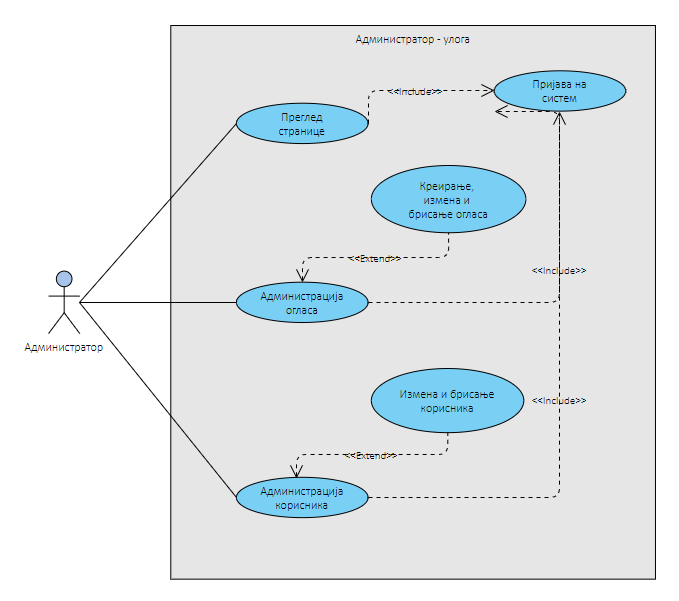 Администратор - улога
Пријава на
систем
<<Include>>
Преглед
странице
Креирање,
измена и
брисање огласа
<<Extend>>
<<Include>>
Администрација
огласа
Администратор
Измена и брисање
корисника
<<Include>>
<<Extend>>
Администрација
корисника